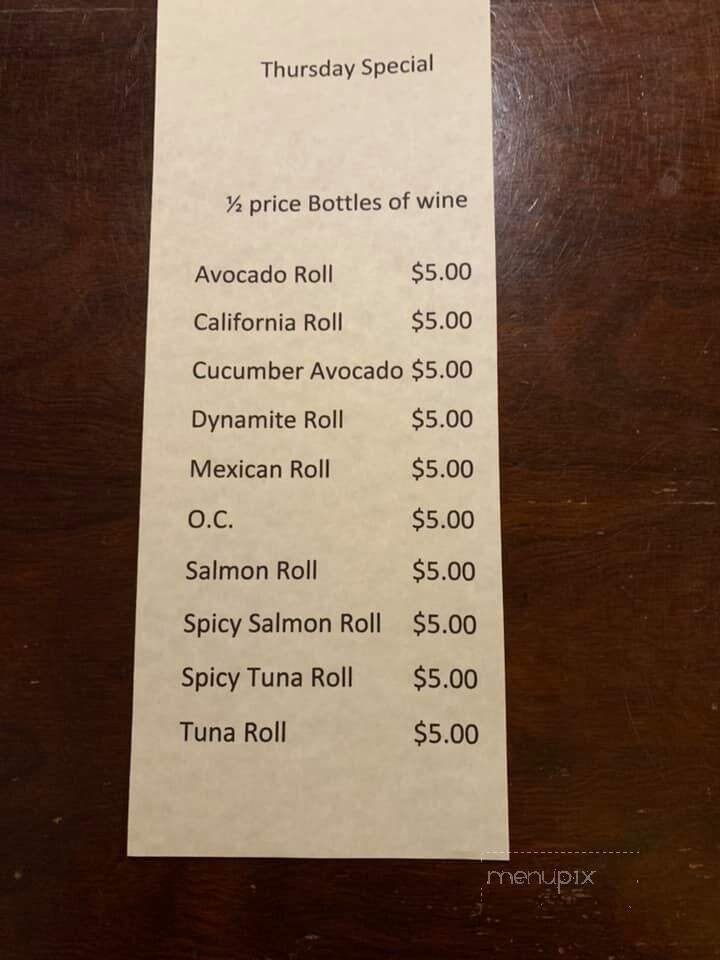 Thursday Special
½ price Bottles of wine
Avocado Roll $5.00
California Roll $5.00
Cucumber Avocado $5.00
Dynamite Roll $5.00
Mexican Roll $5.00
O.C. $5.00
Salmon Roll $5.00
Spicy Salmon Roll $5.00
Spicy Tuna Roll $5.00
Tuna Roll $5.00
menupix